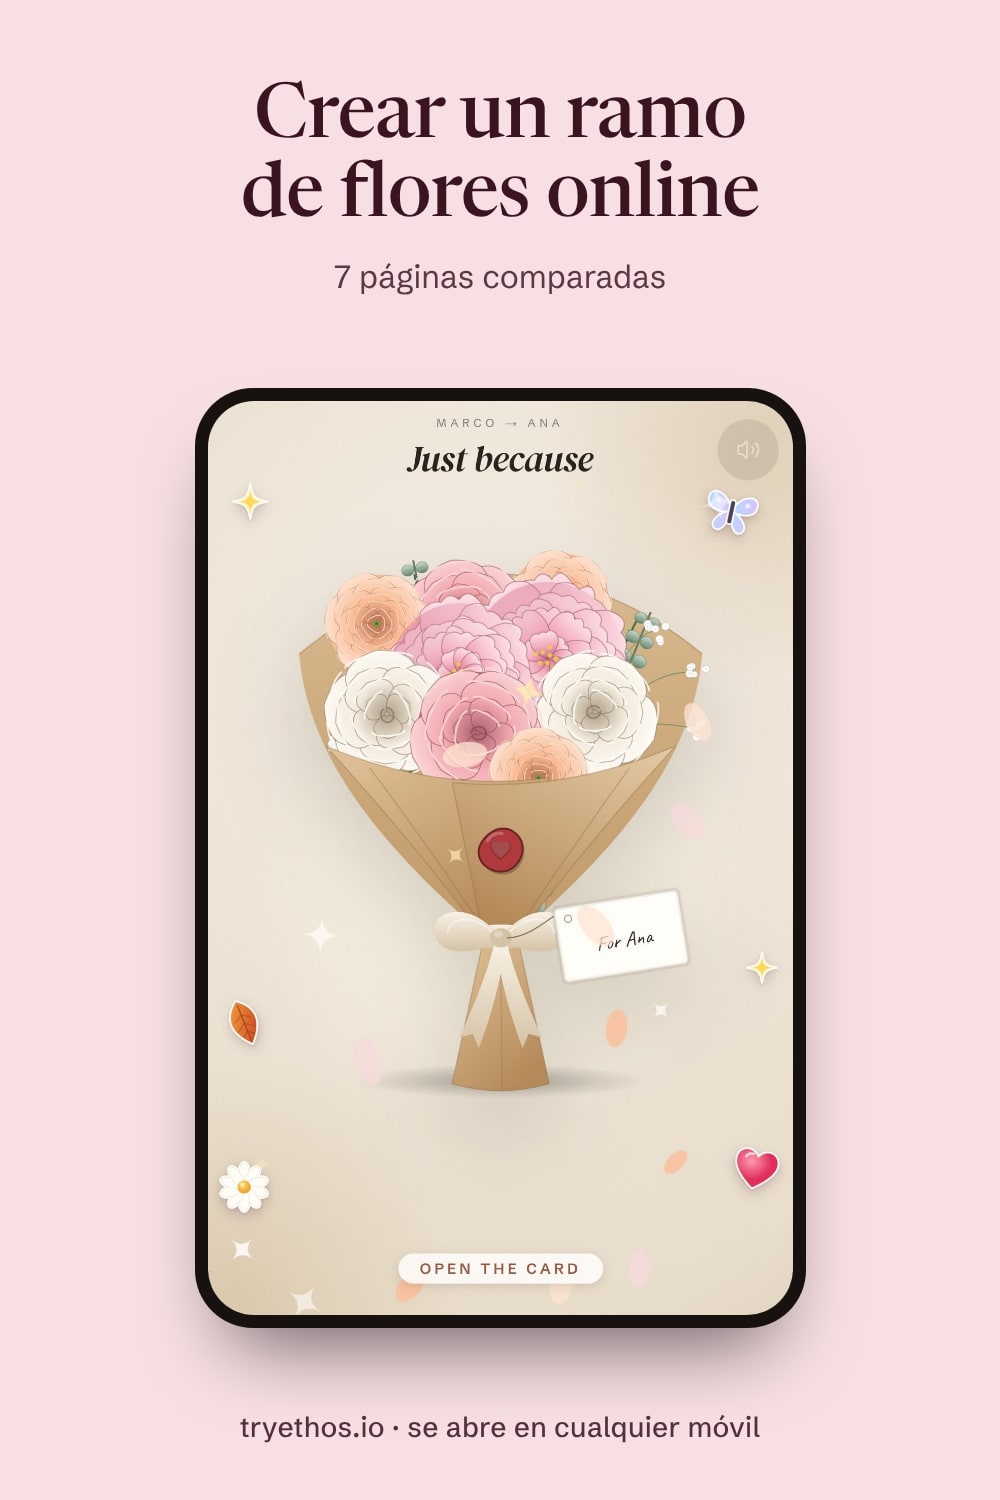 Crear un ramo
de flores online
7 páginas comparadas
MARCO → ANA
Just because
For Ana
OPEN THE CARD
tryethos.io · se abre en cualquier móvil